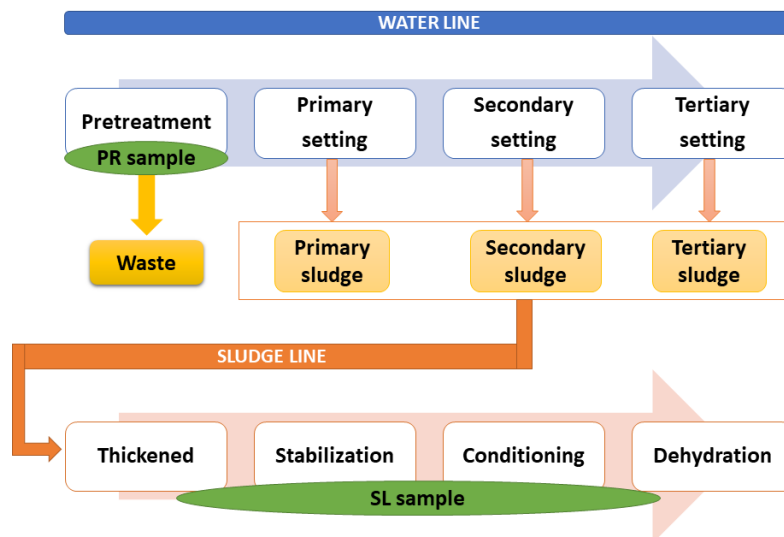 WATER LINE
Pretreatment
PR sample
Primary
setting
Secondary
setting
Tertiary
setting
Waste
Primary
sludge
Secondary
sludge
Tertiary
sludge
SLUDGE LINE
Thickened
Stabilization
Conditioning
Dehydration
SL sample